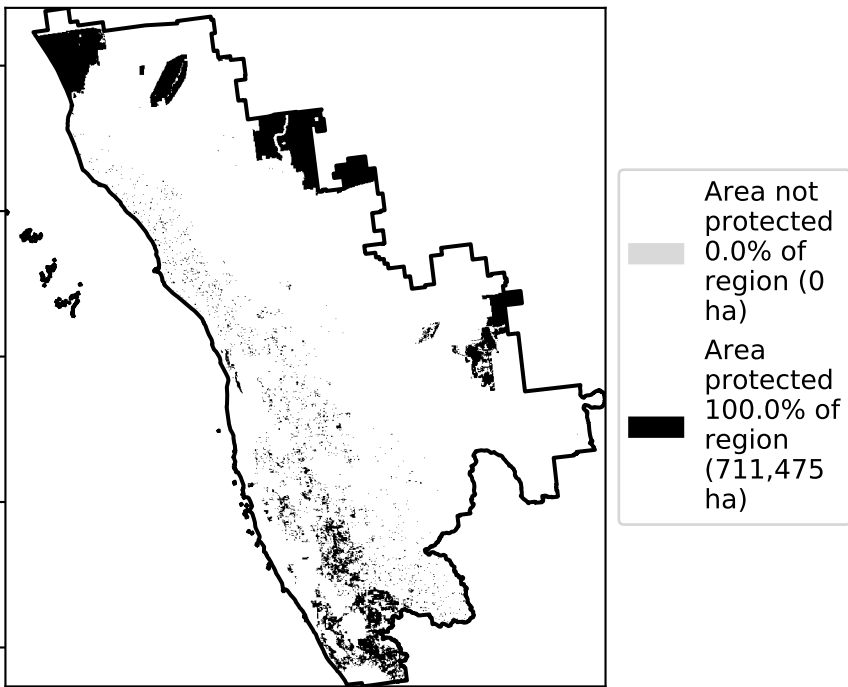 Area not
protected
0.0% of
region (0
ha)
Area
protected
100.0% of
region
(711,475
ha)